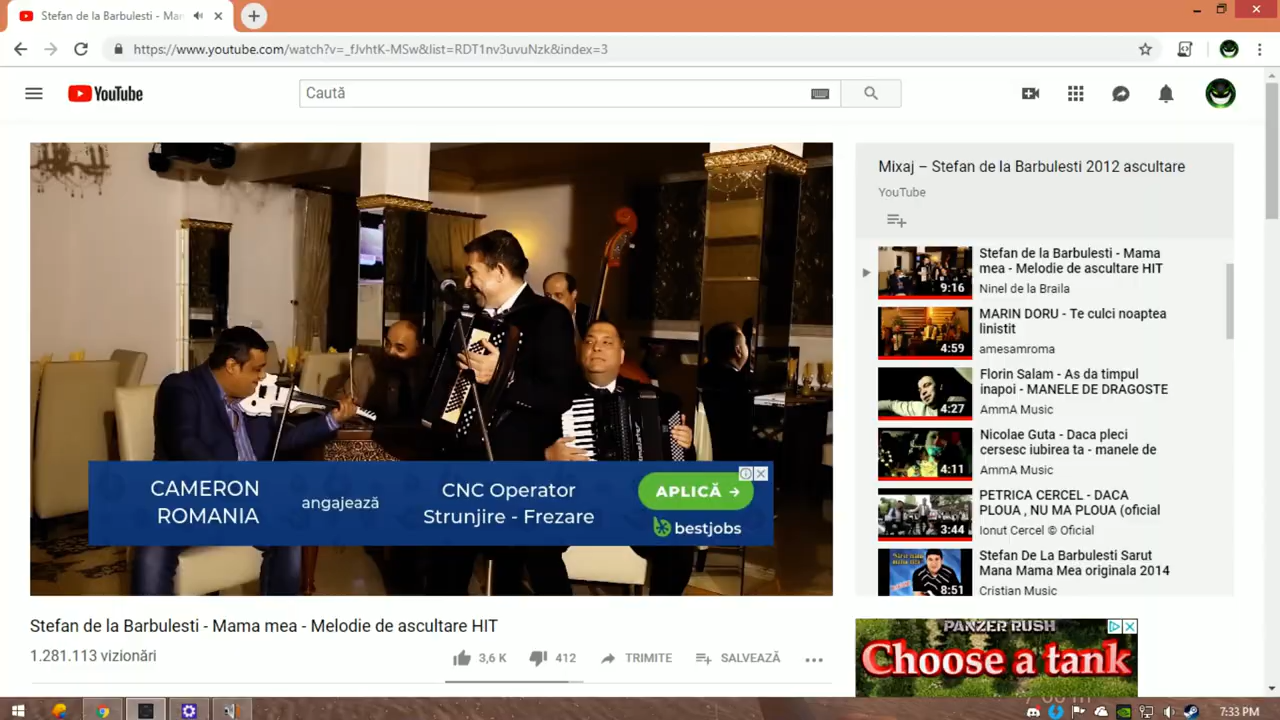 Stefan de la Barbulesti - Mar
https://www.youtube.com/watch?v=_fJvhtK-MSw&list=RDT1nv3uvuNzk&index=3
YouTube
Caută
Mixaj – Stefan de la Barbulesti 2012 ascultare
YouTube
Stefan de la Barbulesti - Mama
mea - Melodie de ascultare HIT
Ninel de la Braila
9:16
MARIN DORU - Te culci noaptea
linistit
amesamroma
4:59
Florin Salam - As da timpul
inapoi - MANELE DE DRAGOSTE
AmmA Music
4:27
Nicolae Guta - Daca pleci
cersesc iubirea ta - manele de
AmmA Music
4:11
PETRICA CERCEL - DACA
PLOUA , NU MA PLOUA (oficial
Ionut Cercel © Oficial
3:44
Stefan De La Barbulesti Sarut
Mana Mama Mea originala 2014
Cristian Music
8:51
CAMERON
ROMANIA
angajează
CNC Operator
Strunjire - Frezare
APLICĂ →
bestjobs
Stefan de la Barbulesti - Mama mea - Melodie de ascultare HIT
1.281.113 vizionări
3,6 K
412
TRIMITE
SALVEAZĂ
PANZER RUSH
Choose a tank
7:33 PM